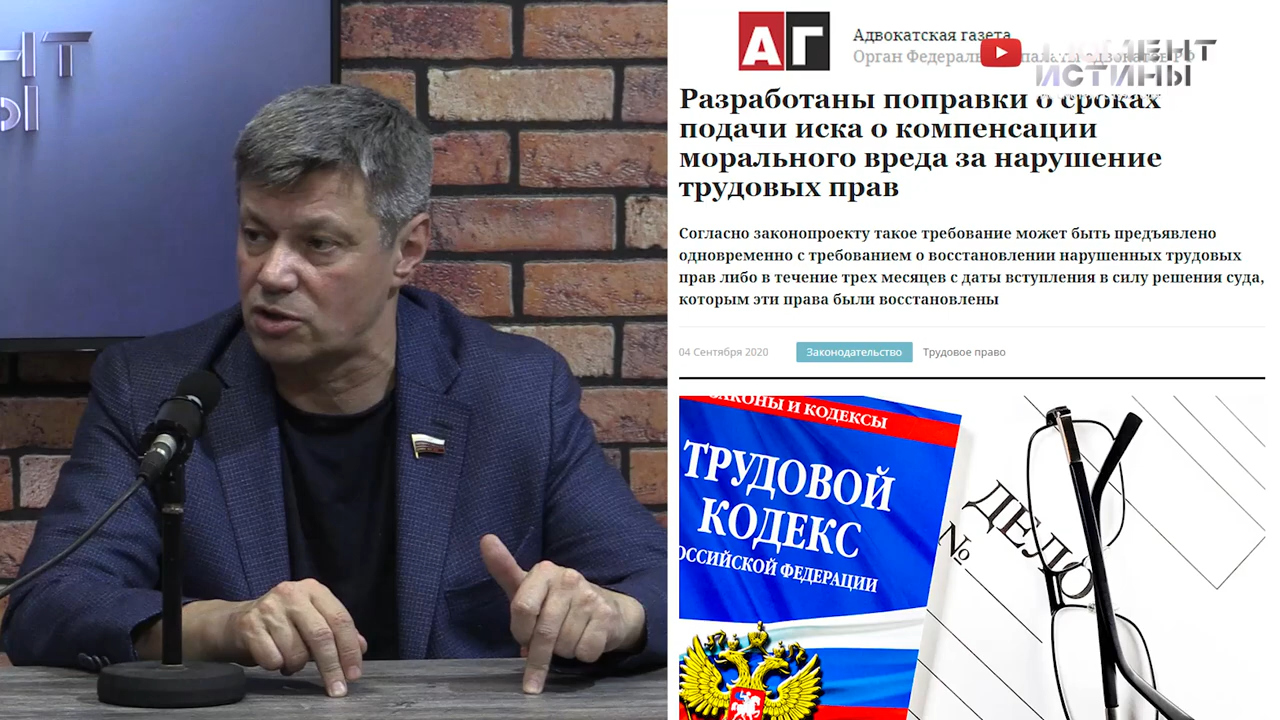 НТ
Ы
АГ
Адвокатская газета
Орган Федеральной палаты адвокатов РФ
МОМЕНТ
ИСТИНЫ
Разработаны поправки о сроках
подачи иска о компенсации
морального вреда за нарушение
трудовых прав
Согласно законопроекту такое требование может быть предъявлено
одновременно с требованием о восстановлении нарушенных трудовых
прав либо в течение трех месяцев с даты вступления в силу решения суда,
которым эти права были восстановлены
04 Сентября 2020
Законодательство
Трудовое право
ЗАКОНЫ И КОДЕКСЫ
ТРУДОВОЙ
КОДЕКС
РОССИЙСКОЙ ФЕДЕРАЦИИ
ДЕЛО
№